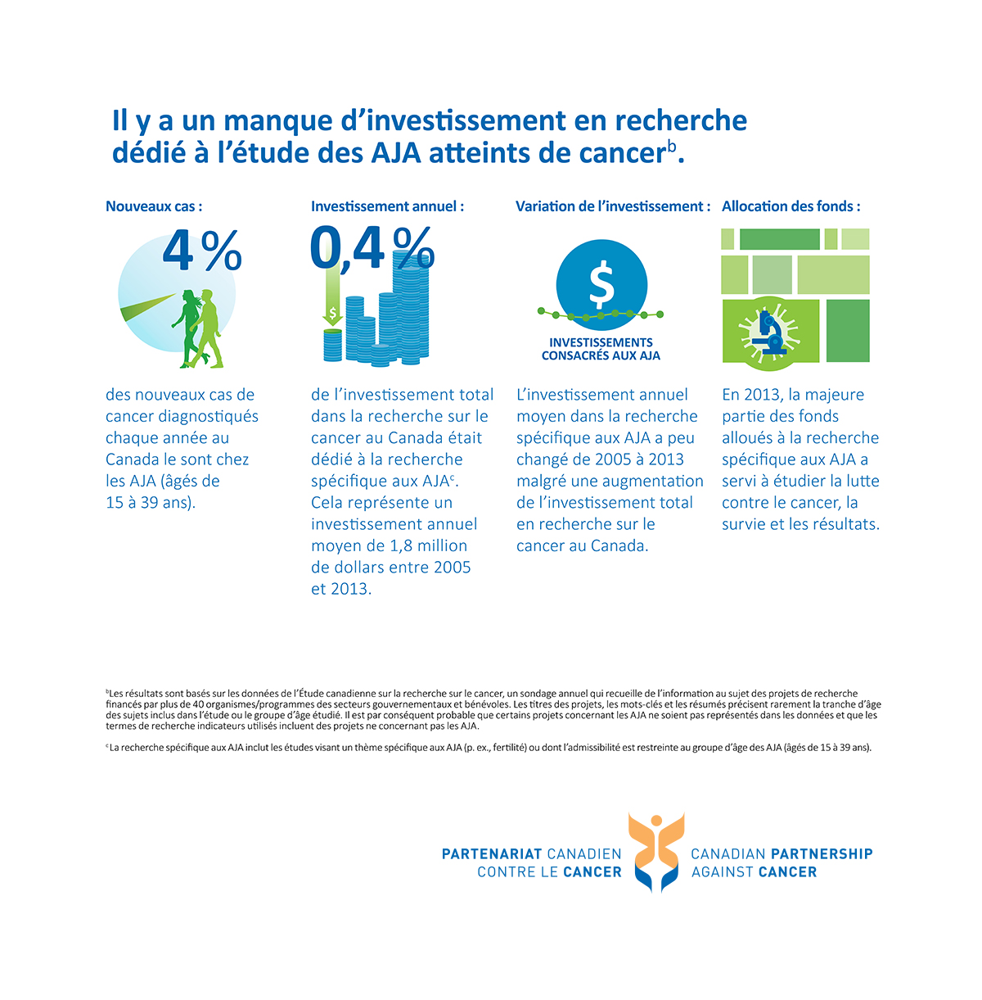 Il y a un manque d’investissement en recherche
dédié à l’étude des AJA atteints de cancerᵇ.
Nouveaux cas :
4%
des nouveaux cas de
cancer diagnostiqués
chaque année au
Canada le sont chez
les AJA (âgés de
15 à 39 ans).
Investissement annuel :
0,4%
$
de l’investissement total
dans la recherche sur le
cancer au Canada était
dédié à la recherche
spécifique aux AJAᶜ.
Cela représente un
investissement annuel
moyen de 1,8 million
de dollars entre 2005
et 2013.
Variation de l’investissement :
$
INVESTISSEMENTS
CONSACRÉS AUX AJA
L’investissement annuel
moyen dans la recherche
spécifique aux AJA a peu
changé de 2005 à 2013
malgré une augmentation
de l’investissement total
en recherche sur le
cancer au Canada.
Allocation des fonds :
En 2013, la majeure
partie des fonds
alloués à la recherche
spécifique aux AJA a
servi à étudier la lutte
contre le cancer, la
survie et les résultats.
ᵇLes résultats sont basés sur les données de l’Étude canadienne sur la recherche sur le cancer, un sondage annuel qui recueille de l’information au sujet des projets de recherche
financés par plus de 40 organismes/programmes des secteurs gouvernementaux et bénévoles. Les titres des projets, les mots-clés et les résumés précisent rarement la tranche d’âge
des sujets inclus dans l’étude ou le groupe d’âge étudié. Il est par conséquent probable que certains projets concernant les AJA ne soient pas représentés dans les données et que les
termes de recherche indicateurs utilisés incluent des projets ne concernant pas les AJA.
ᶜ La recherche spécifique aux AJA inclut les études visant un thème spécifique aux AJA (p. ex., fertilité) ou dont l’admissibilité est restreinte au groupe d’âge des AJA (âgés de 15 à 39 ans).
PARTENARIAT CANADIEN
CONTRE LE CANCER
CANADIAN PARTNERSHIP
AGAINST CANCER